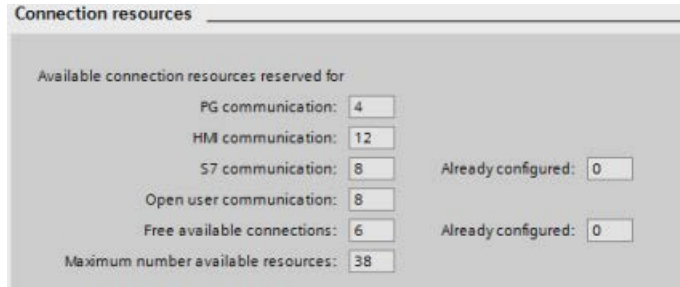 Connection resources
Available connection resources reserved for
PG communication: 4
HMI communication: 12
S7 communication: 8 Already configured: 0
Open user communication: 8
Free available connections: 6 Already configured: 0
Maximum number available resources: 38